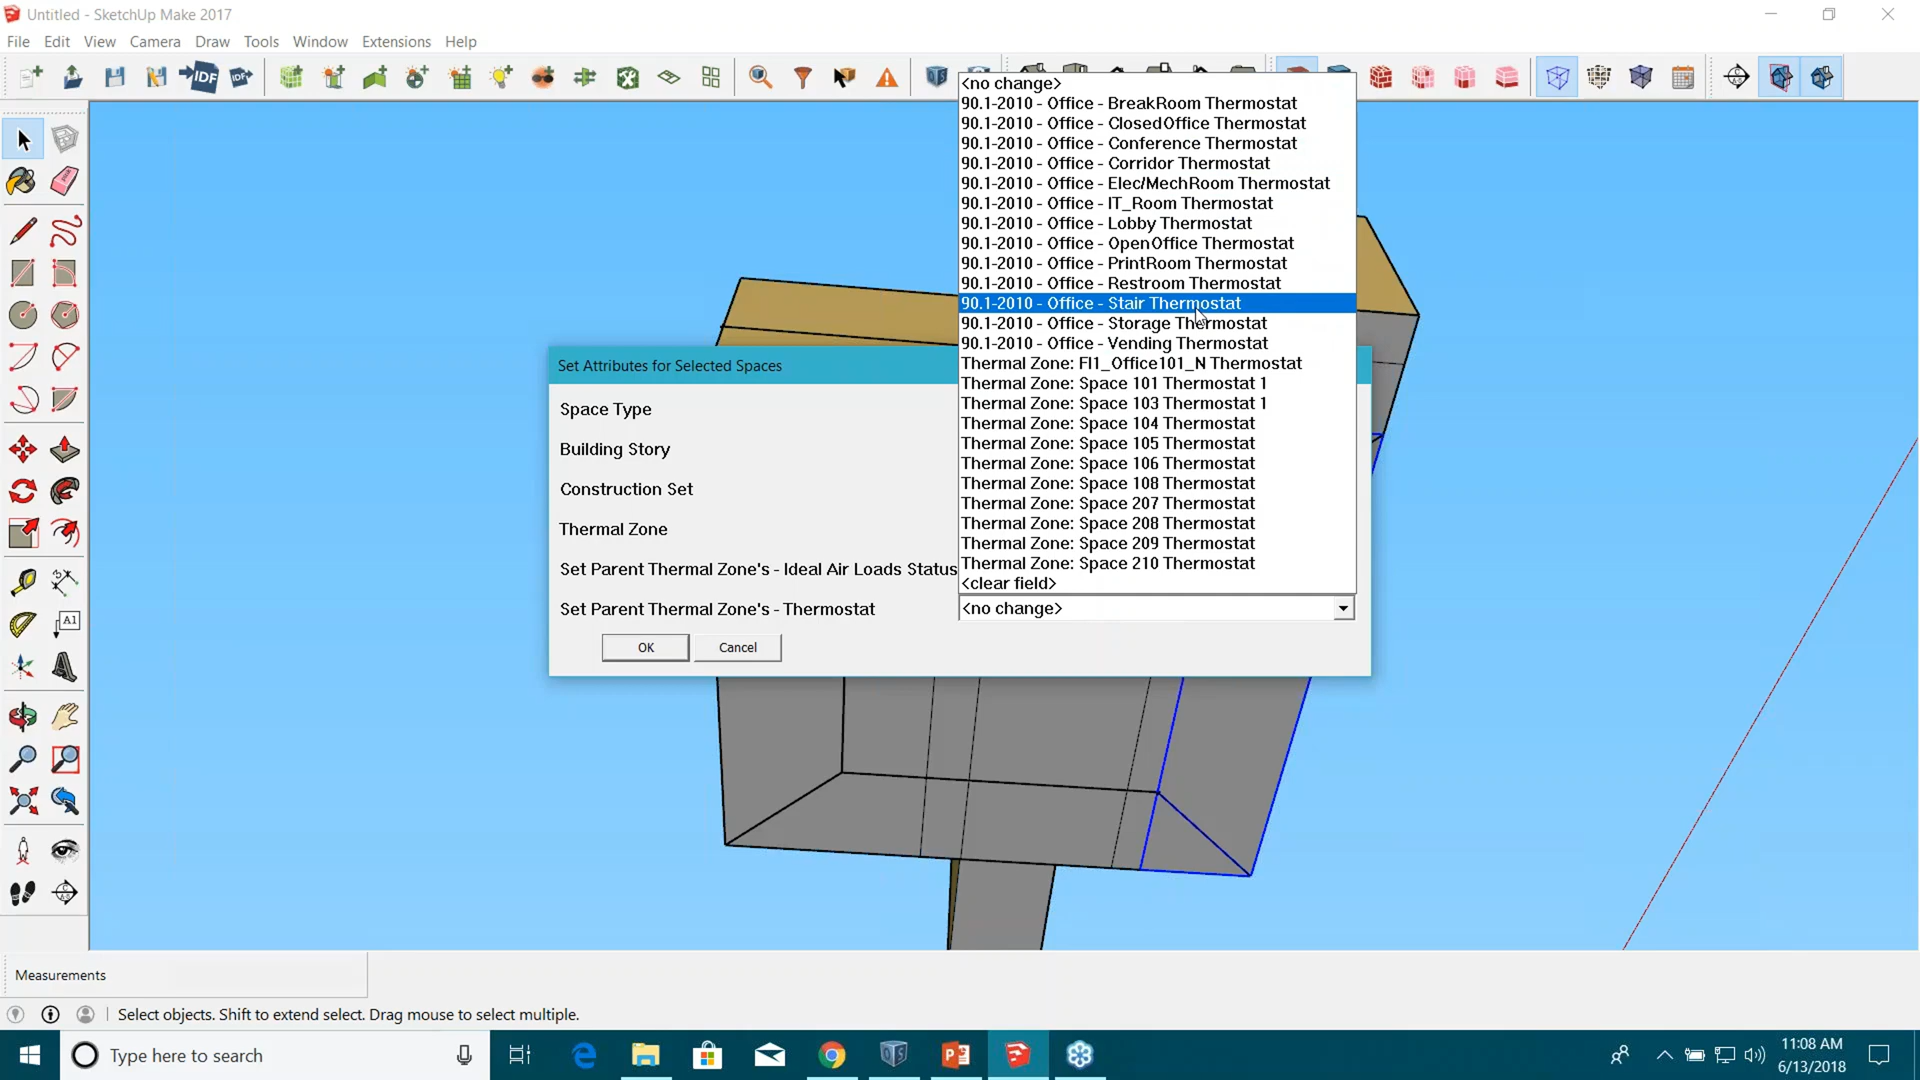 Untitled - SketchUp Make 2017
File Edit View Camera Draw Tools Window Extensions Help
IDF IDF
<no change>
90.1-2010 - Office - BreakRoom Thermostat
90.1-2010 - Office - ClosedOffice Thermostat
90.1-2010 - Office - Conference Thermostat
90.1-2010 - Office - Corridor Thermostat
90.1-2010 - Office - Elec/MechRoom Thermostat
90.1-2010 - Office - IT_Room Thermostat
90.1-2010 - Office - Lobby Thermostat
90.1-2010 - Office - OpenOffice Thermostat
90.1-2010 - Office - PrintRoom Thermostat
90.1-2010 - Office - Restroom Thermostat
90.1-2010 - Office - Stair Thermostat
90.1-2010 - Office - Storage Thermostat
90.1-2010 - Office - Vending Thermostat
Thermal Zone: Fl1_Office101_N Thermostat
Thermal Zone: Space 101 Thermostat 1
Thermal Zone: Space 103 Thermostat 1
Thermal Zone: Space 104 Thermostat
Thermal Zone: Space 105 Thermostat
Thermal Zone: Space 106 Thermostat
Thermal Zone: Space 108 Thermostat
Thermal Zone: Space 207 Thermostat
Thermal Zone: Space 208 Thermostat
Thermal Zone: Space 209 Thermostat
Thermal Zone: Space 210 Thermostat
<clear field>
Set Attributes for Selected Spaces
Space Type
Building Story
Construction Set
Thermal Zone
Set Parent Thermal Zone's - Ideal Air Loads Status
Set Parent Thermal Zone's - Thermostat <no change>
OK Cancel
A1
Measurements
Select objects. Shift to extend select. Drag mouse to select multiple.
Type here to search
11:08 AM
6/13/2018